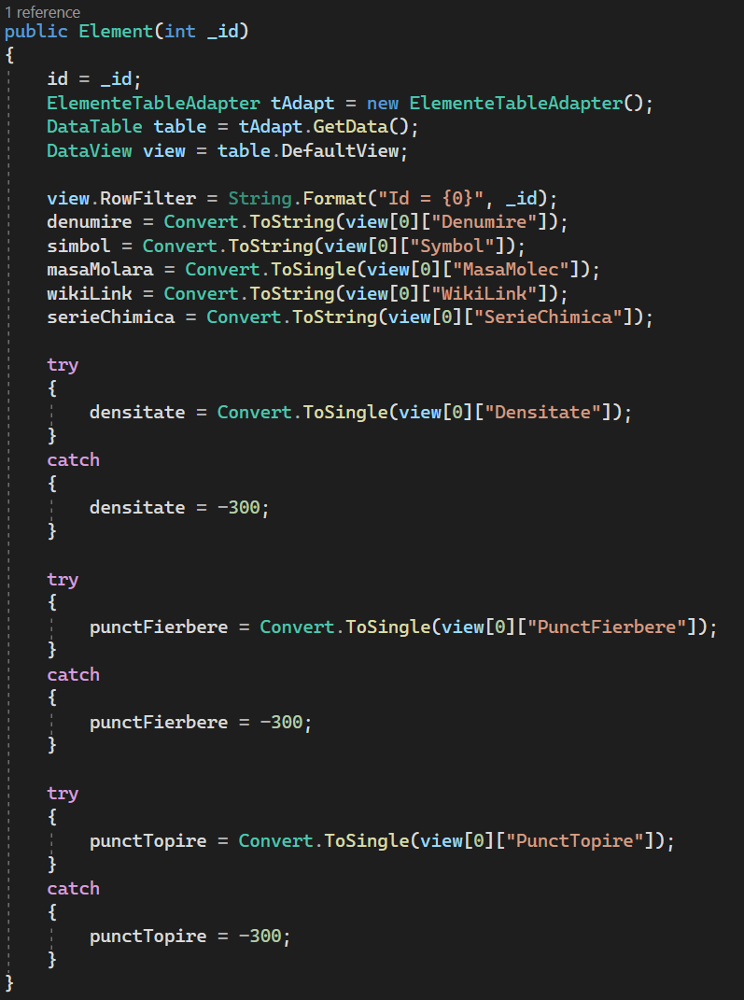 1 reference
public Element(int _id)
{
id = _id;
ElementeTableAdapter tAdapt = new ElementeTableAdapter();
DataTable table = tAdapt.GetData();
DataView view = table.DefaultView;
view.RowFilter = String.Format("Id = {0}", _id);
denumire = Convert.ToString(view[0]["Denumire"]);
simbol = Convert.ToString(view[0]["Symbol"]);
masaMolara = Convert.ToSingle(view[0]["MasaMolec"]);
wikiLink = Convert.ToString(view[0]["WikiLink"]);
serieChimica = Convert.ToString(view[0]["SerieChimica"]);
try
{
densitate = Convert.ToSingle(view[0]["Densitate"]);
}
catch
{
densitate = -300;
}
try
{
punctFierbere = Convert.ToSingle(view[0]["PunctFierbere"]);
}
catch
{
punctFierbere = -300;
}
try
{
punctTopire = Convert.ToSingle(view[0]["PunctTopire"]);
}
catch
{
punctTopire = -300;
}
}